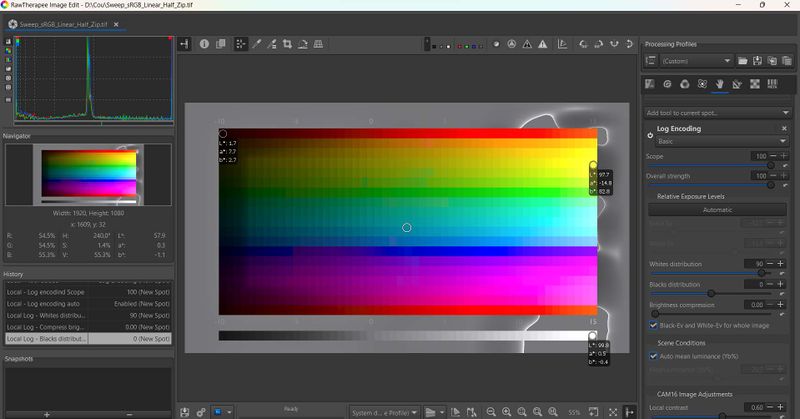 RawTherapee Image Edit - D:\Cou\Sweep_sRGB_Linear_Half_Zip.tif
Sweep_sRGB_Linear_Half_Zip.tif
Processing Profiles
(Custom)
Navigator
Width: 1920, Height: 1080
x: 1609, y: 32
R: 54.5% H: 240.0° L*: 57.9
G: 54.5% S: 1.4% a*: 0.3
B: 55.3% V: 55.3% b*: -1.1
History
Local - Log encoded Scope 100 (New Spot)
Local - Log encoding auto Enabled (New Spot)
Local Log - Whites distribu... 90 (New Spot)
Local Log - Compress brig... 0.00 (New Spot)
Local Log - Blacks distribut... 0 (New Spot)
Snapshots
-10 0 15
L*: 1.7
a*: 7.7
b*: 2.7
L*: 97.7
a*: -14.8
b*: 82.8
-10 0 15
L*: 99.8
a*: 0.5
b*: -0.4
Add tool to current spot...
Log Encoding
Basic
Scope 100
Overall strength 100
Relative Exposure Levels
Automatic
Whites distribution 90
Blacks distribution 0
Brightness compression 0.00
Black-Ev and White-Ev for whole image
Scene Conditions
Auto mean luminance (Yb%)
CAM16 Image Adjustments
Local contrast 0.60
Ready
System d...e Profile)
55%